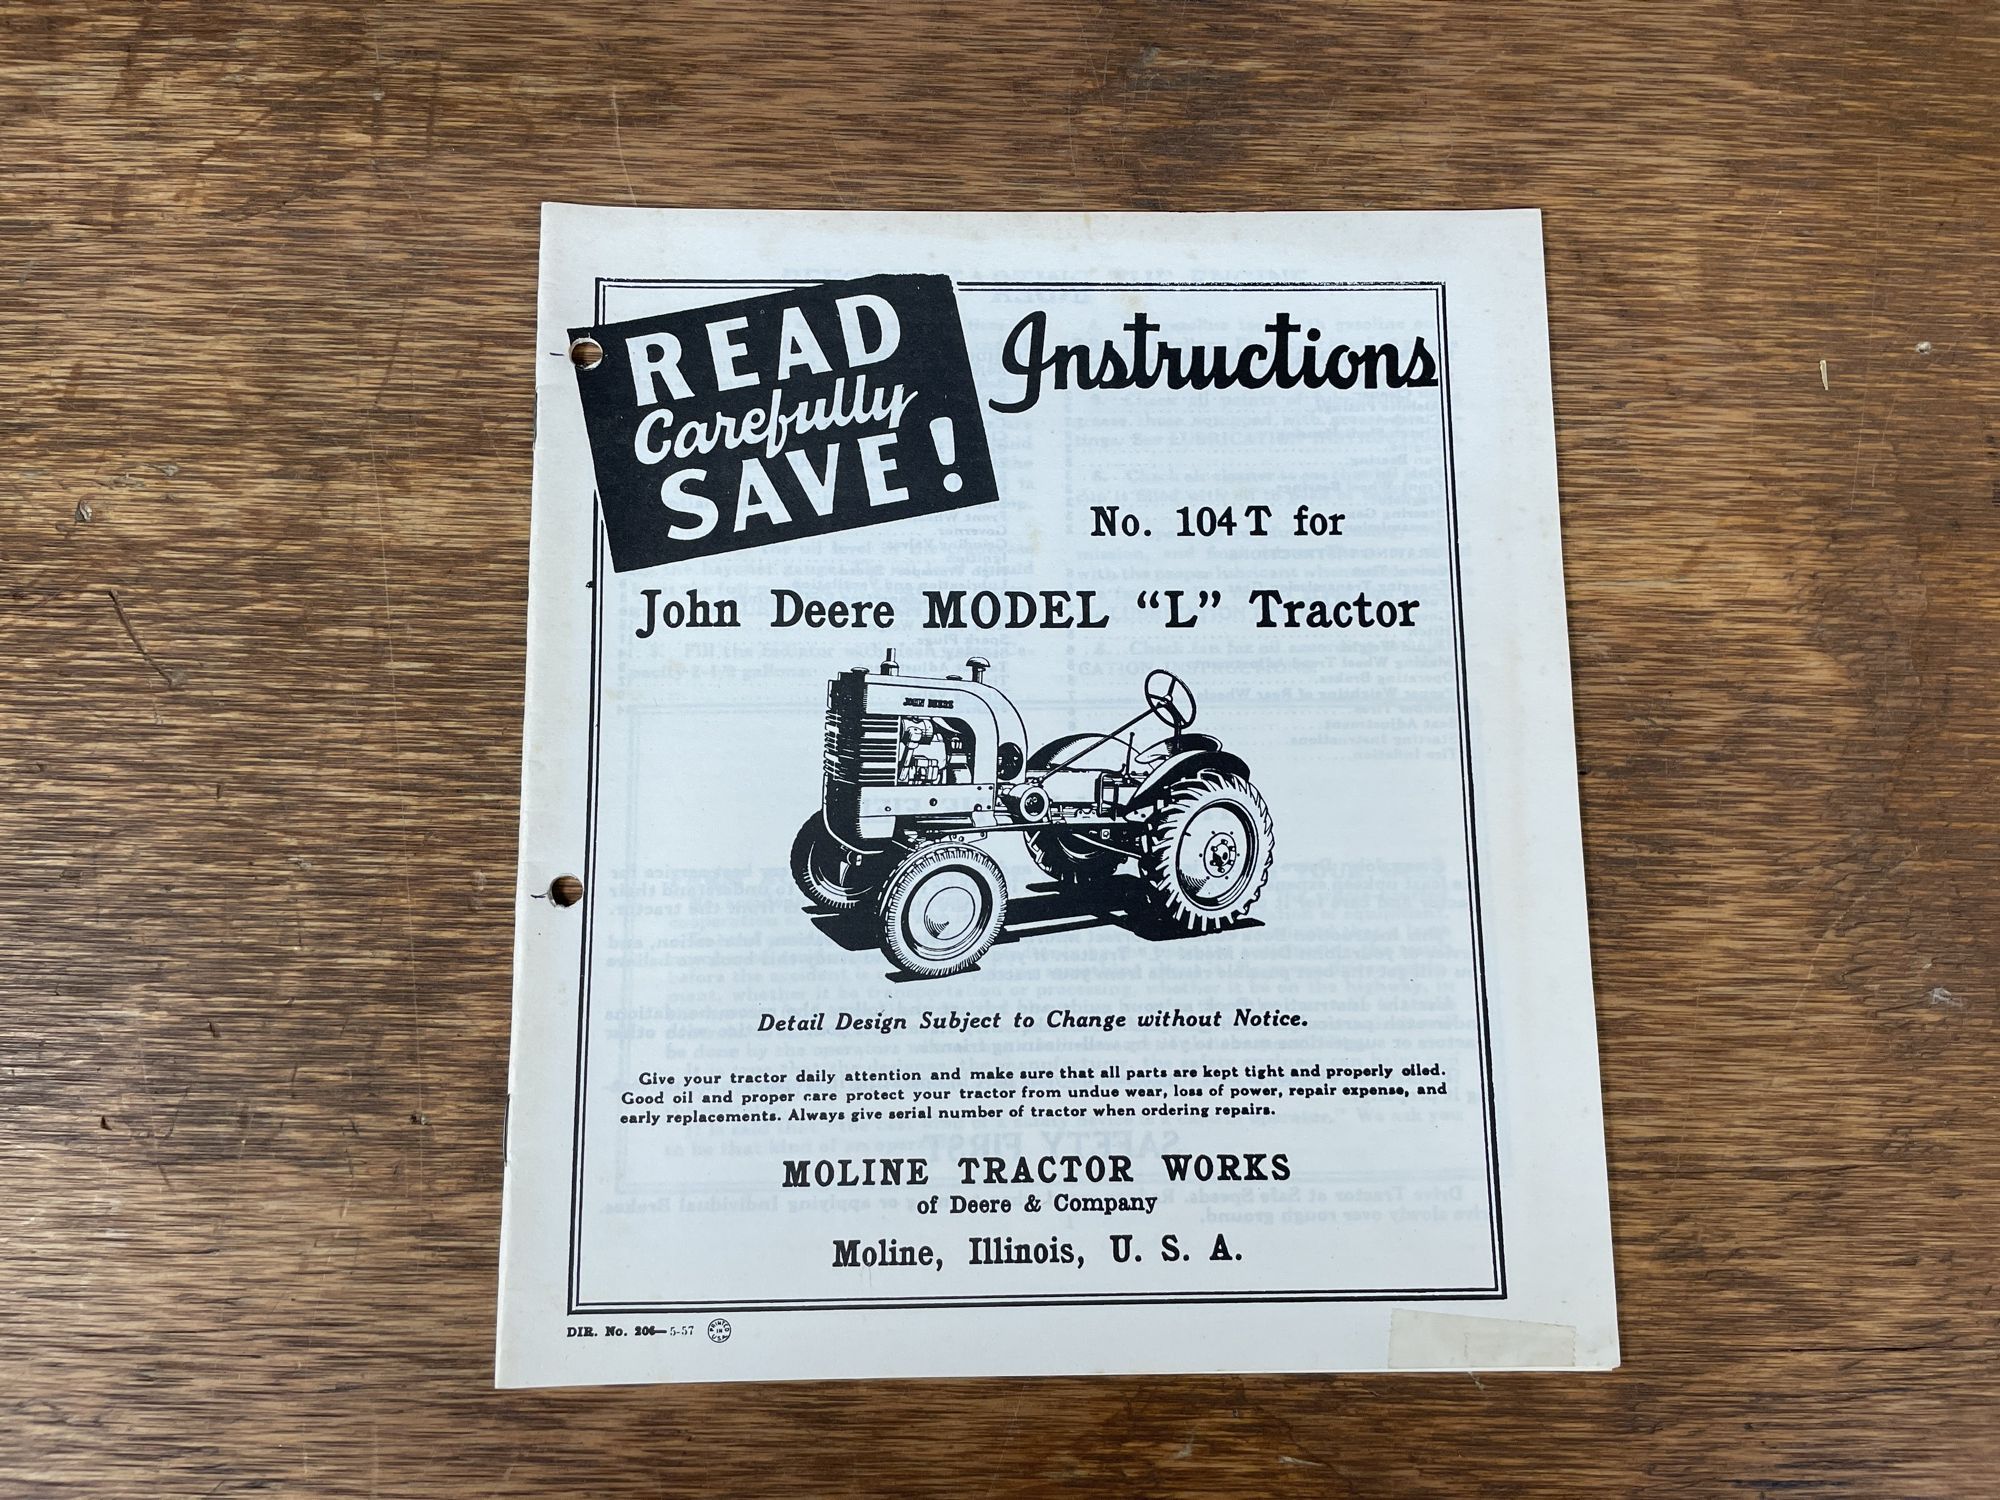 READ
Carefully
SAVE!
Instructions
No. 104 T for
John Deere MODEL “L” Tractor
JOHN DEERE
Detail Design Subject to Change without Notice.
Give your tractor daily attention and make sure that all parts are kept tight and properly oiled.
Good oil and proper care protect your tractor from undue wear, loss of power, repair expense, and
early replacements. Always give serial number of tractor when ordering repairs.
MOLINE TRACTOR WORKS
of Deere & Company
Moline, Illinois, U. S. A.
DIR. No. 206—5-57
PRINTED
IN
U.S.A.